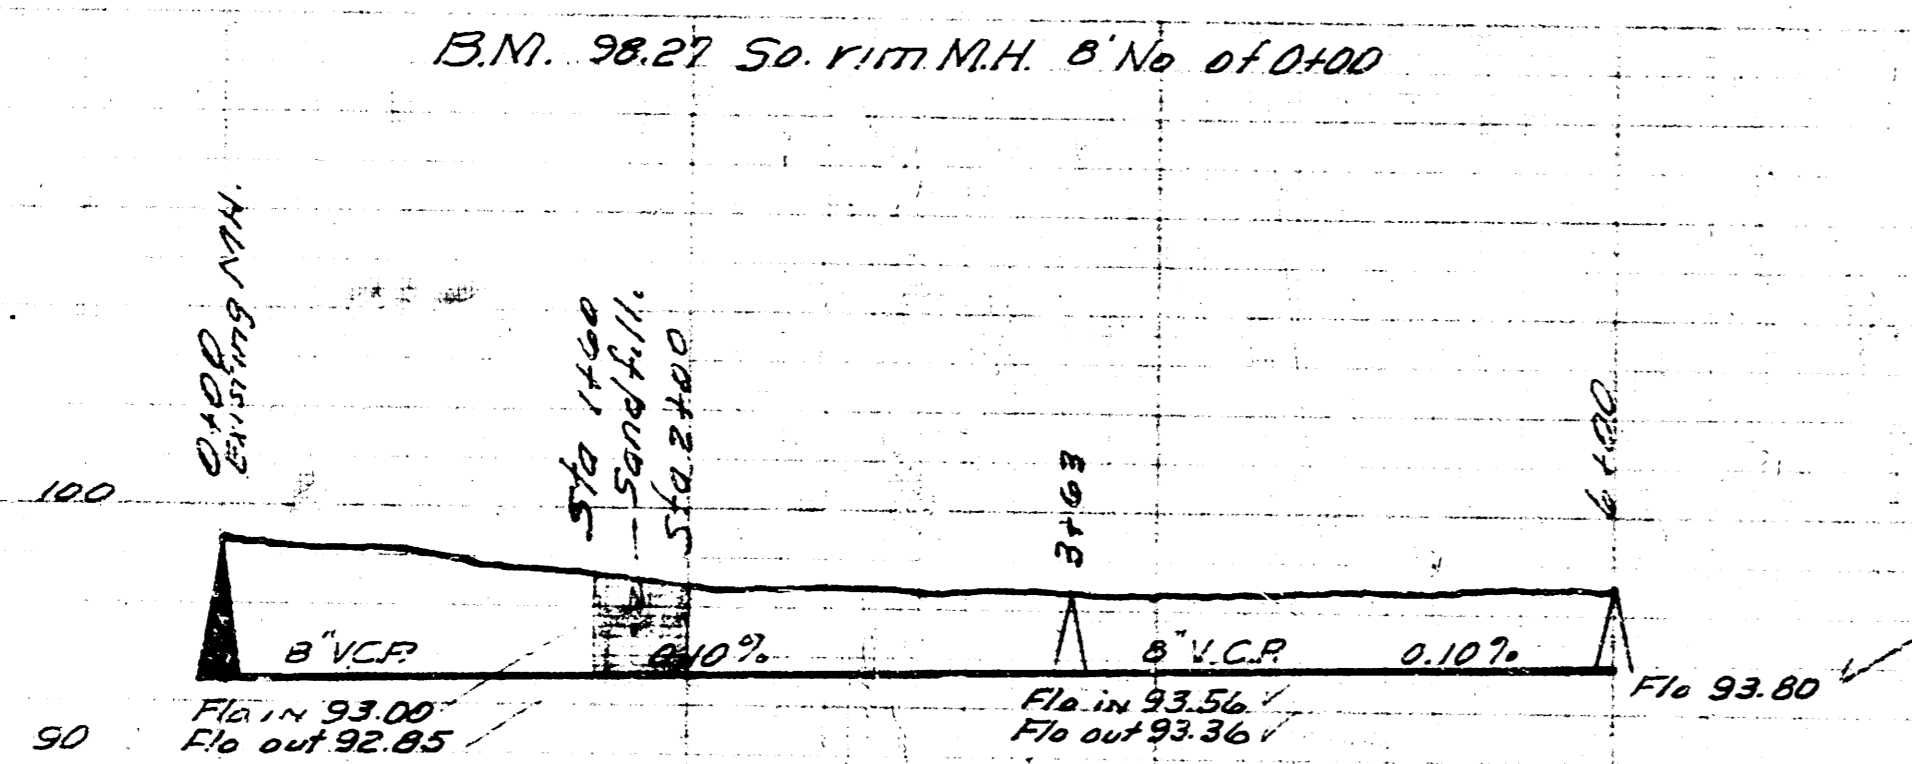 B.M. 98.27 So. rim M.H. 8' No of 0+00
0+00
Existing M.H.
Sta 1+60
Sand fill.
Sta. 2+00
3+63
6+00
100
8" V.C.P.
0.10%
8" V.C.P.
0.10%
Flo in 93.00
Flo out 92.85
Flo in 93.56
Flo out 93.36
Flo 93.80
90